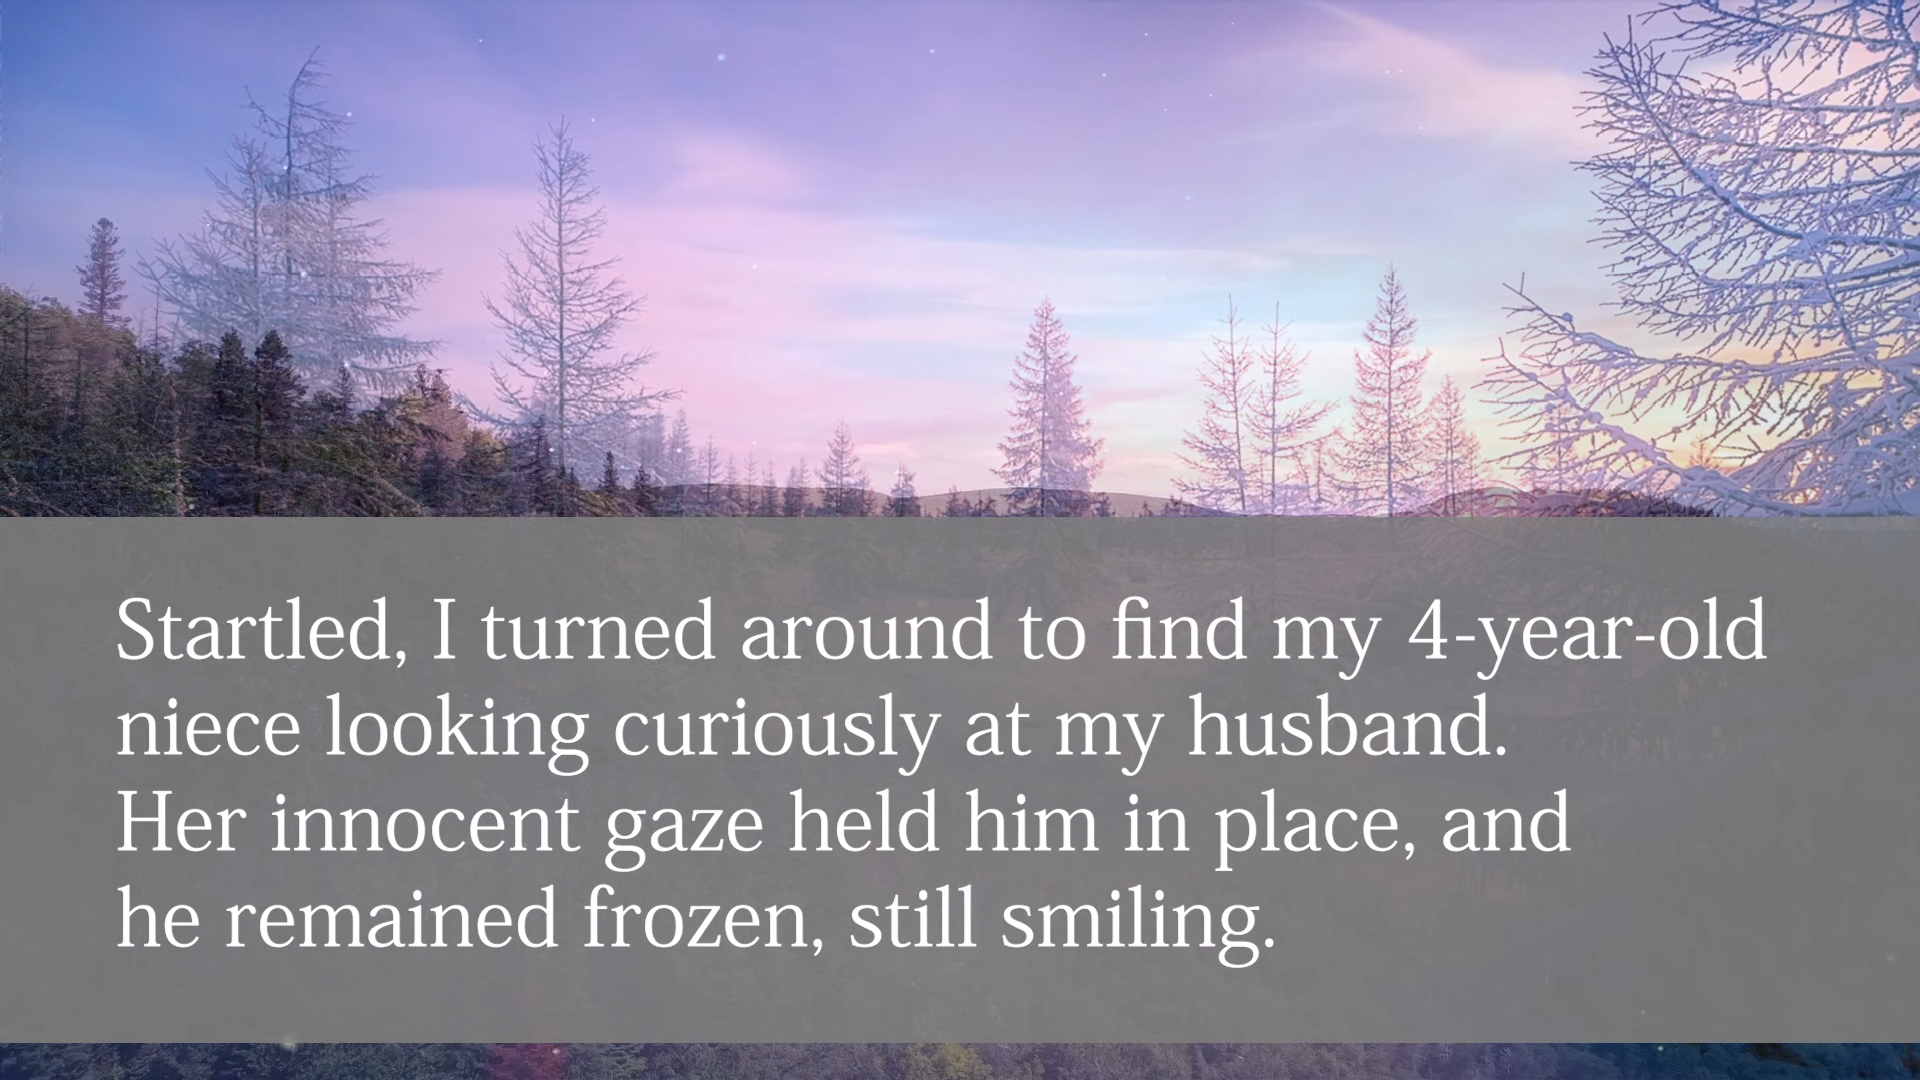 Startled, I turned around to find my 4-year-old
niece looking curiously at my husband.
Her innocent gaze held him in place, and
he remained frozen, still smiling.